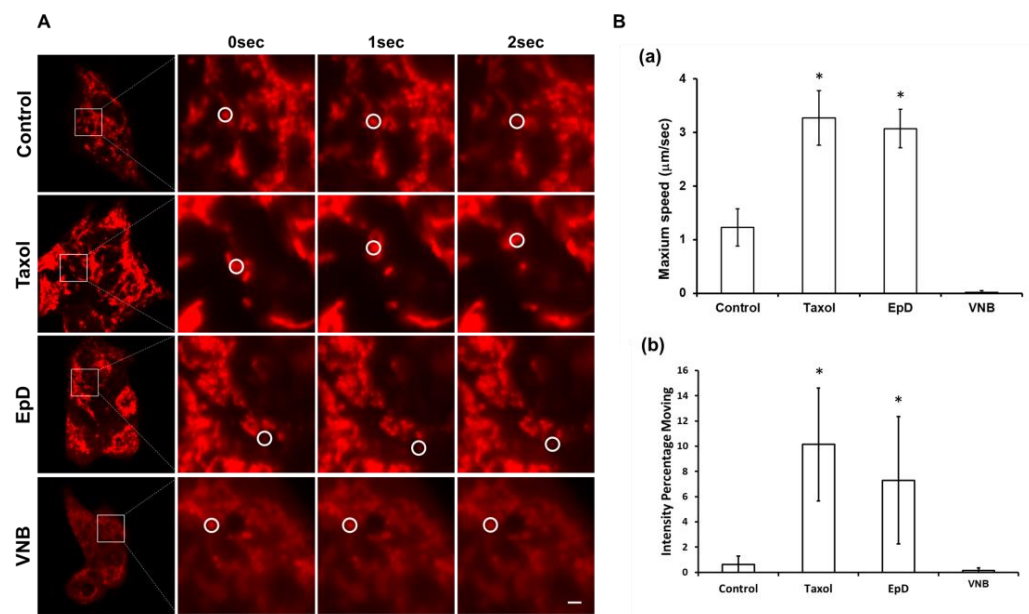 A
0sec 1sec 2sec
Control
Taxol
EpD
VNB
B
(a)
Maxium speed (μm/sec)
4
3
2
1
0
Control Taxol EpD VNB
* *
(b)
Intensity Percentage Moving
16
14
12
10
8
6
4
2
0
Control Taxol EpD VNB
* *